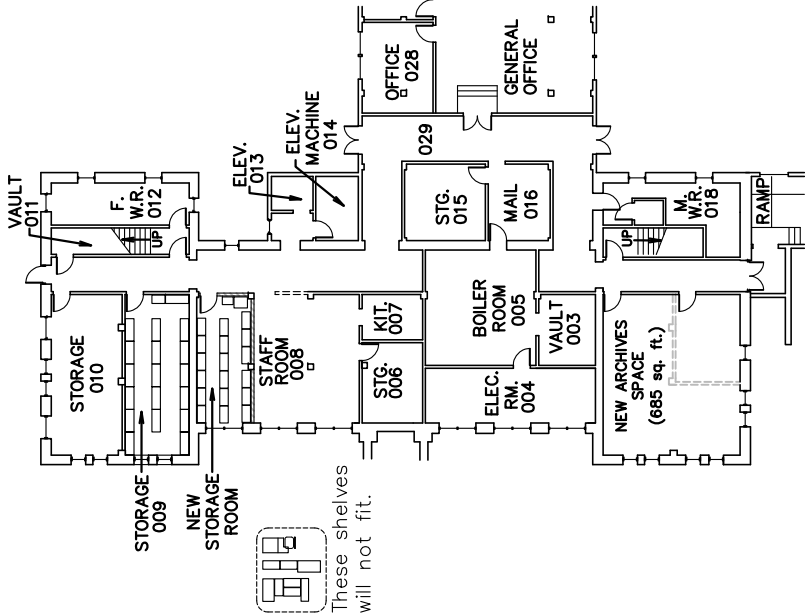 VAULT
011
F.
W.R.
012
UP
ELEV.
013
ELEV.
MACHINE
014
OFFICE
028
GENERAL
OFFICE
029
STG.
015
MAIL
016
M.
W.R.
018
UP
RAMP
STORAGE
010
STORAGE
009
NEW
STORAGE
ROOM
STAFF
ROOM
008
KIT.
007
STG.
006
BOILER
ROOM
005
ELEC.
RM.
004
VAULT
003
NEW ARCHIVES
SPACE
(685 sq. ft.)
These shelves
will not fit.